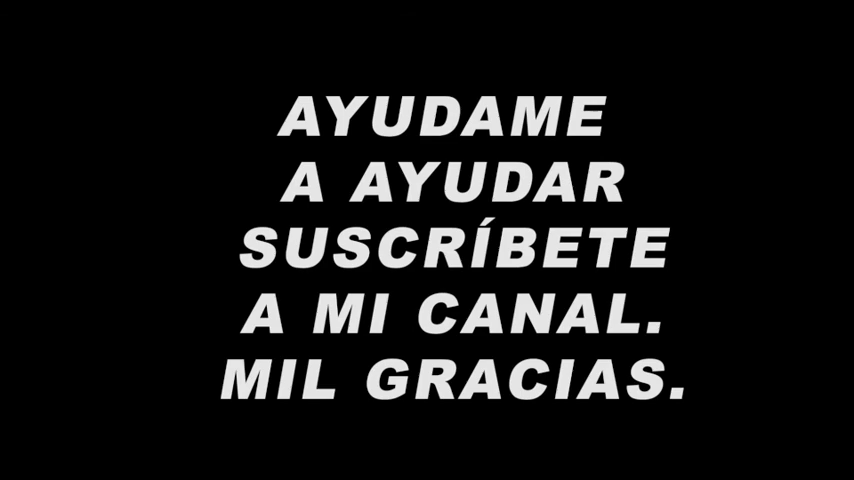 AYUDAME
A AYUDAR
SUSCRÍBETE
A MI CANAL.
MIL GRACIAS.